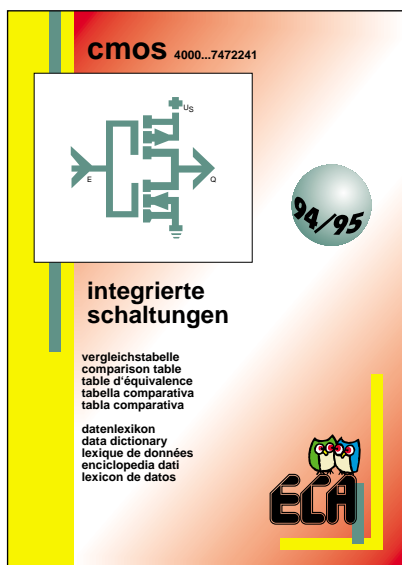 cmos 4000...7472241
US
E
Q
94/95
integrierte
schaltungen
vergleichstabelle
comparison table
table d'équivalence
tabella comparativa
tabla comparativa
datenlexikon
data dictionary
lexique de données
enciclopedia dati
lexicon de datos
ECA